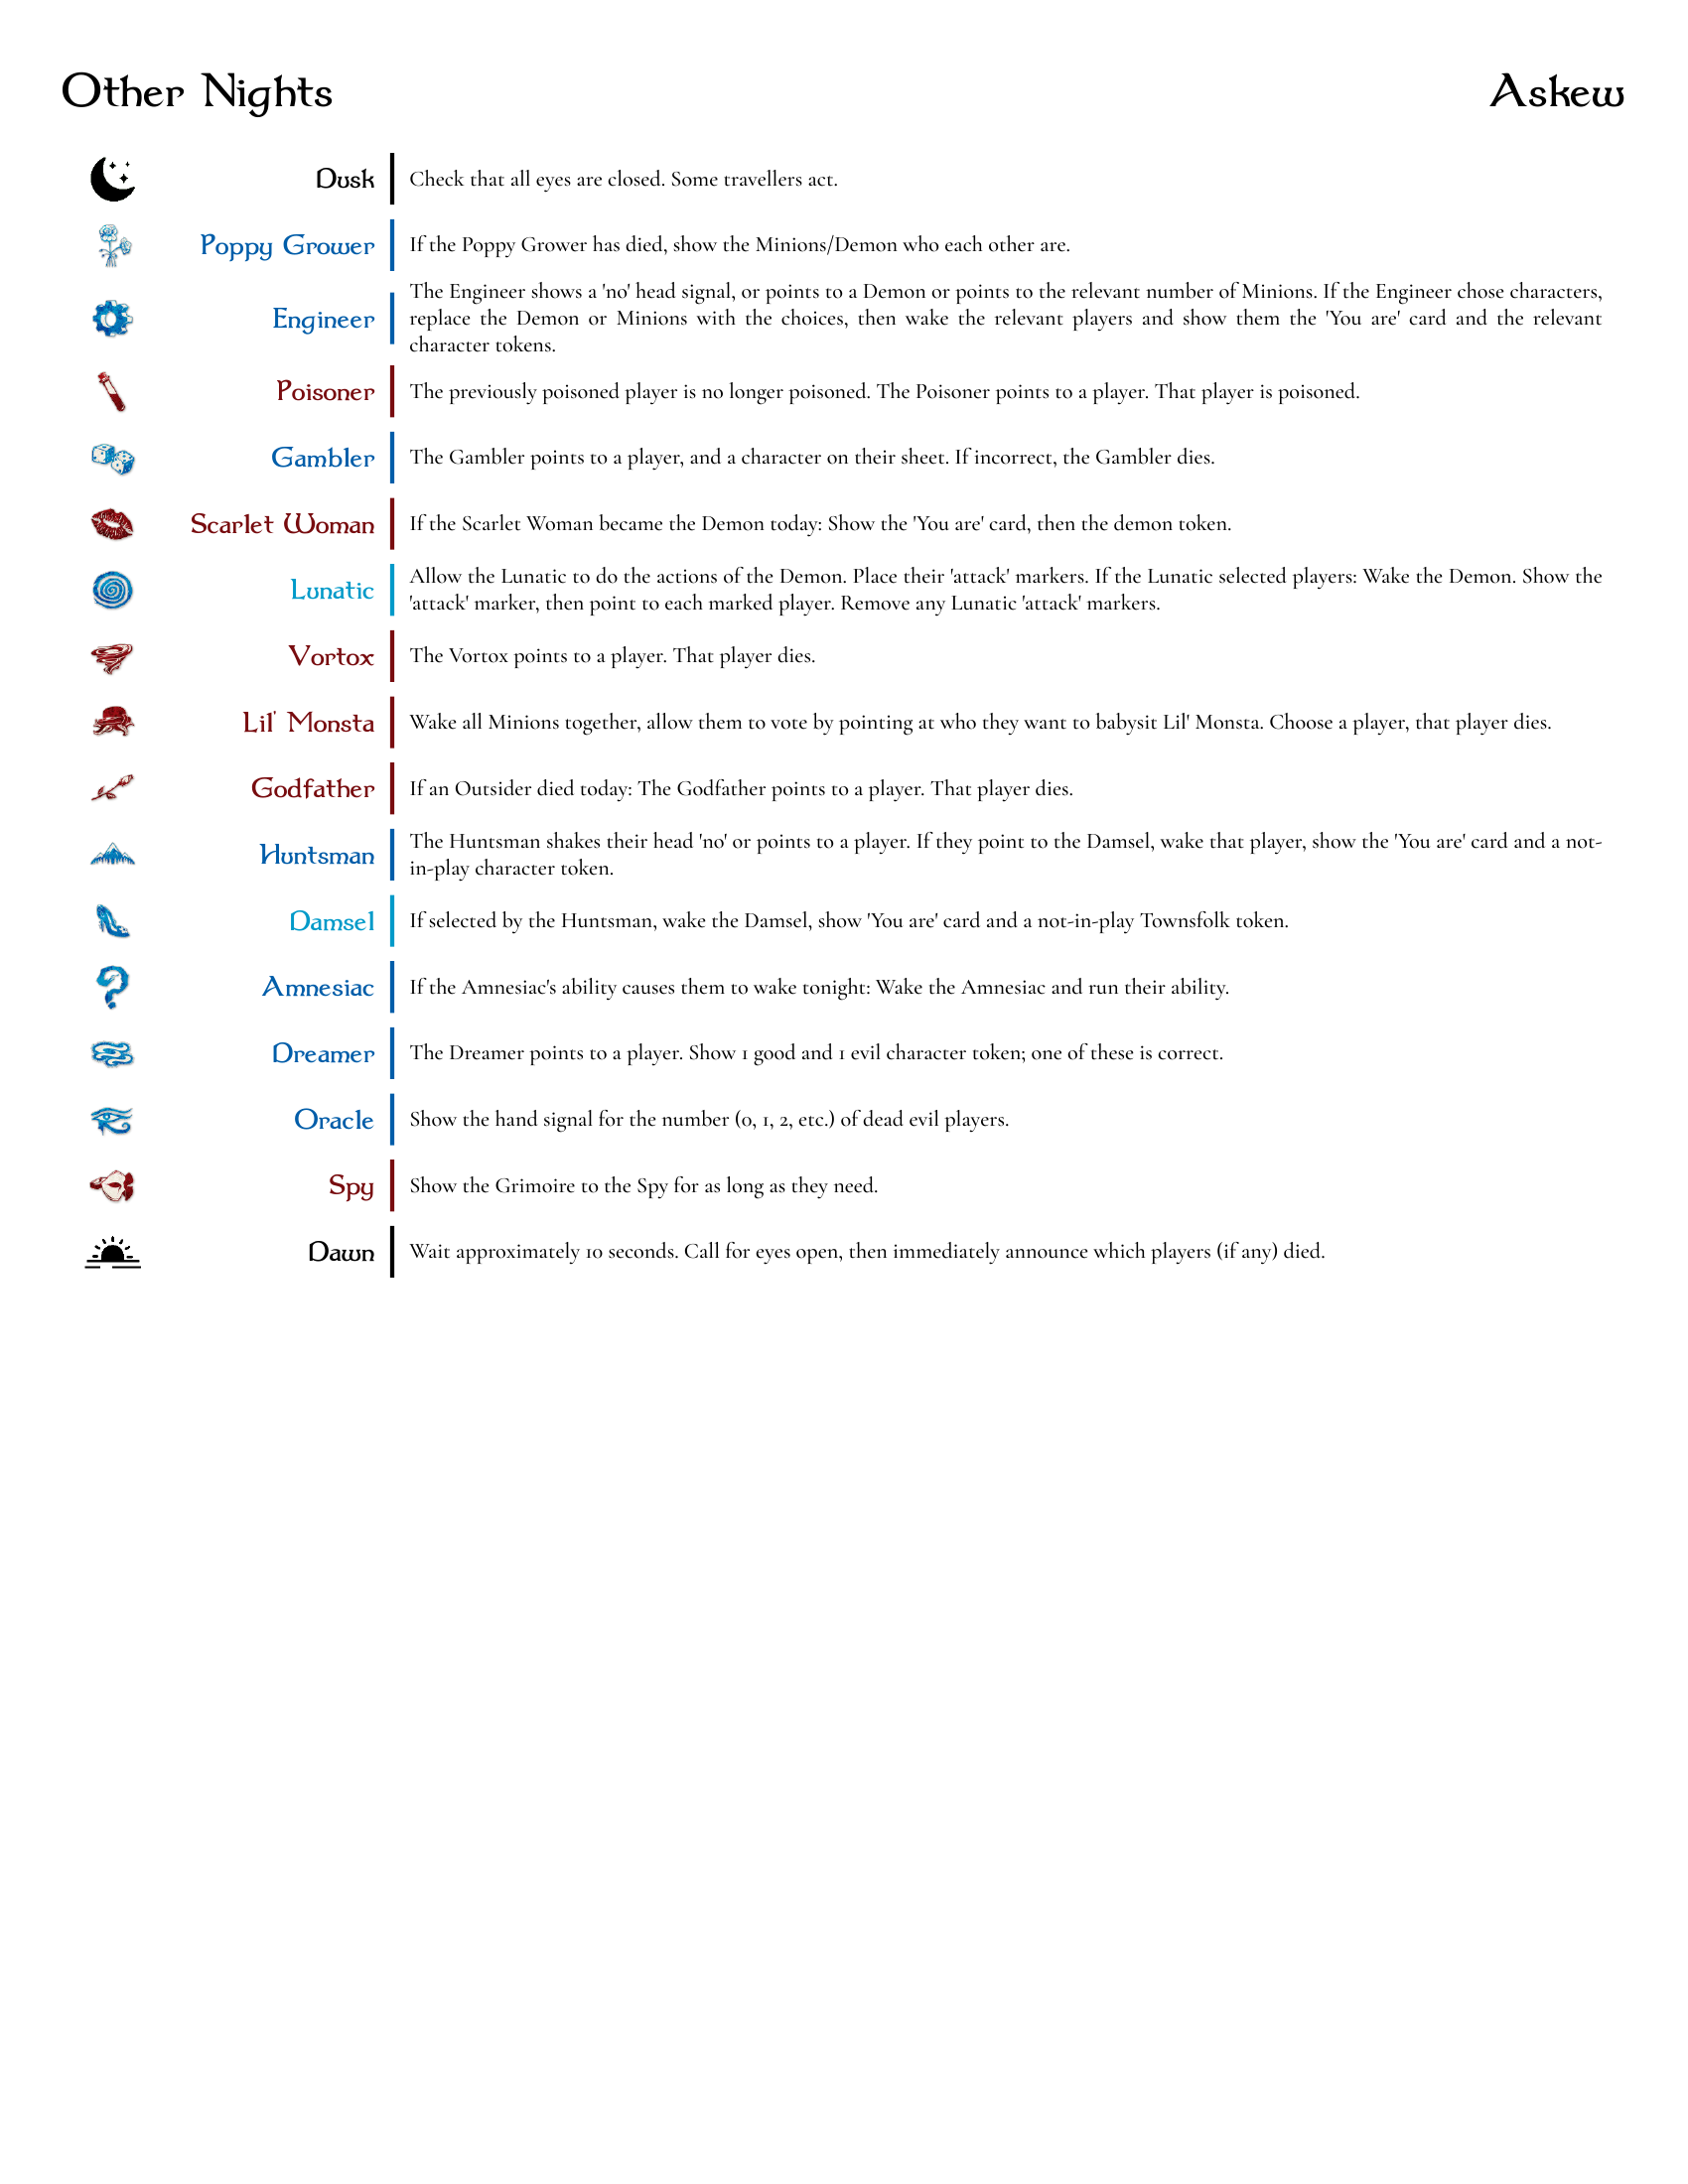 Other Nights
Askew
Dusk
Check that all eyes are closed. Some travellers act.
Poppy Grower
If the Poppy Grower has died, show the Minions/Demon who each other are.
Engineer
The Engineer shows a 'no' head signal, or points to a Demon or points to the relevant number of Minions. If the Engineer chose characters,
replace the Demon or Minions with the choices, then wake the relevant players and show them the 'You are' card and the relevant
character tokens.
Poisoner
The previously poisoned player is no longer poisoned. The Poisoner points to a player. That player is poisoned.
Gambler
The Gambler points to a player, and a character on their sheet. If incorrect, the Gambler dies.
Scarlet Woman
If the Scarlet Woman became the Demon today: Show the 'You are' card, then the demon token.
Lunatic
Allow the Lunatic to do the actions of the Demon. Place their 'attack' markers. If the Lunatic selected players: Wake the Demon. Show the
'attack' marker, then point to each marked player. Remove any Lunatic 'attack' markers.
Vortox
The Vortox points to a player. That player dies.
Lil' Monsta
Wake all Minions together, allow them to vote by pointing at who they want to babysit Lil' Monsta. Choose a player, that player dies.
Godfather
If an Outsider died today: The Godfather points to a player. That player dies.
Huntsman
The Huntsman shakes their head 'no' or points to a player. If they point to the Damsel, wake that player, show the 'You are' card and a not-
in-play character token.
Damsel
If selected by the Huntsman, wake the Damsel, show 'You are' card and a not-in-play Townsfolk token.
Amnesiac
If the Amnesiac's ability causes them to wake tonight: Wake the Amnesiac and run their ability.
Dreamer
The Dreamer points to a player. Show 1 good and 1 evil character token; one of these is correct.
Oracle
Show the hand signal for the number (0, 1, 2, etc.) of dead evil players.
Spy
Show the Grimoire to the Spy for as long as they need.
Dawn
Wait approximately 10 seconds. Call for eyes open, then immediately announce which players (if any) died.